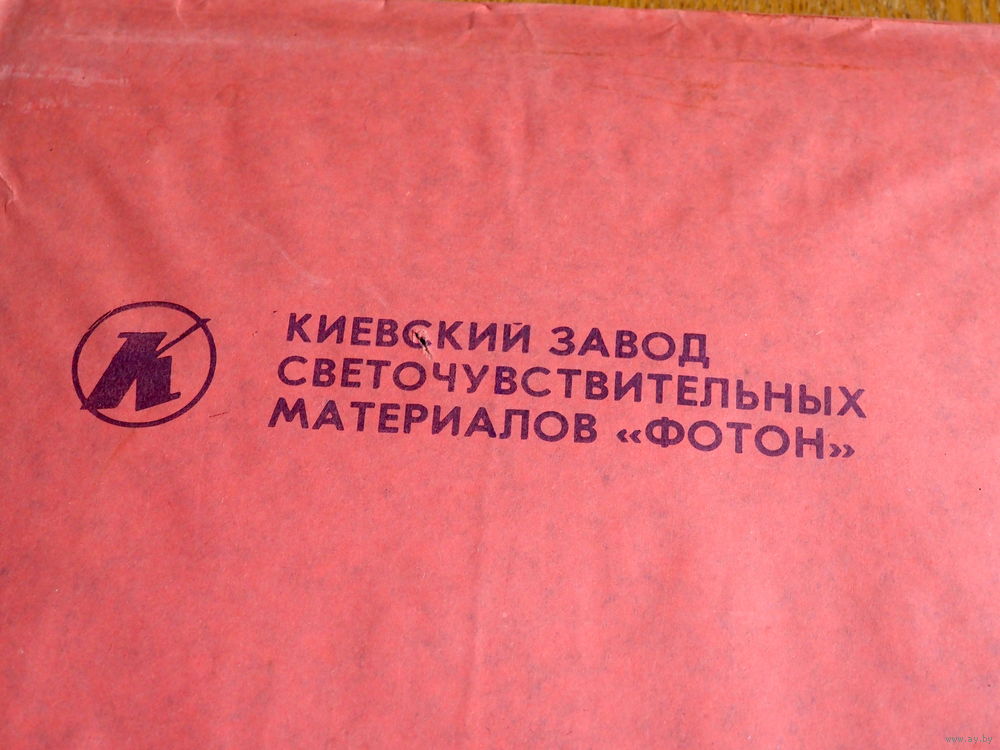 К
КИЕВСКИЙ ЗАВОД
СВЕТОЧУВСТВИТЕЛЬНЫХ
МАТЕРИАЛОВ «ФОТОН»
www.ay.by